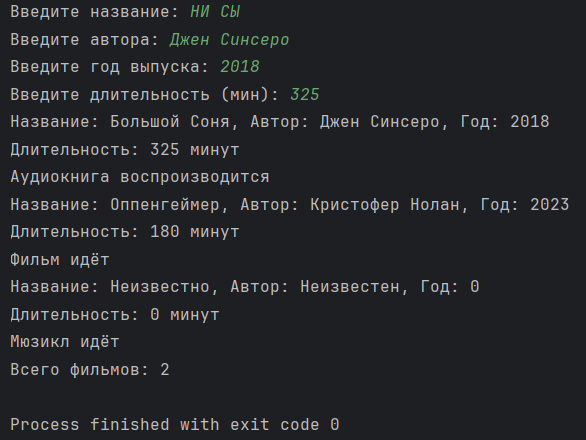 Введите название: НИ СЫ
Введите автора: Джен Синсеро
Введите год выпуска: 2018
Введите длительность (мин): 325
Название: Большой Соня, Автор: Джен Синсеро, Год: 2018
Длительность: 325 минут
Аудиокнига воспроизводится
Название: Оппенгеймер, Автор: Кристофер Нолан, Год: 2023
Длительность: 180 минут
Фильм идёт
Название: Неизвестно, Автор: Неизвестен, Год: 0
Длительность: 0 минут
Мюзикл идёт
Всего фильмов: 2
Process finished with exit code 0